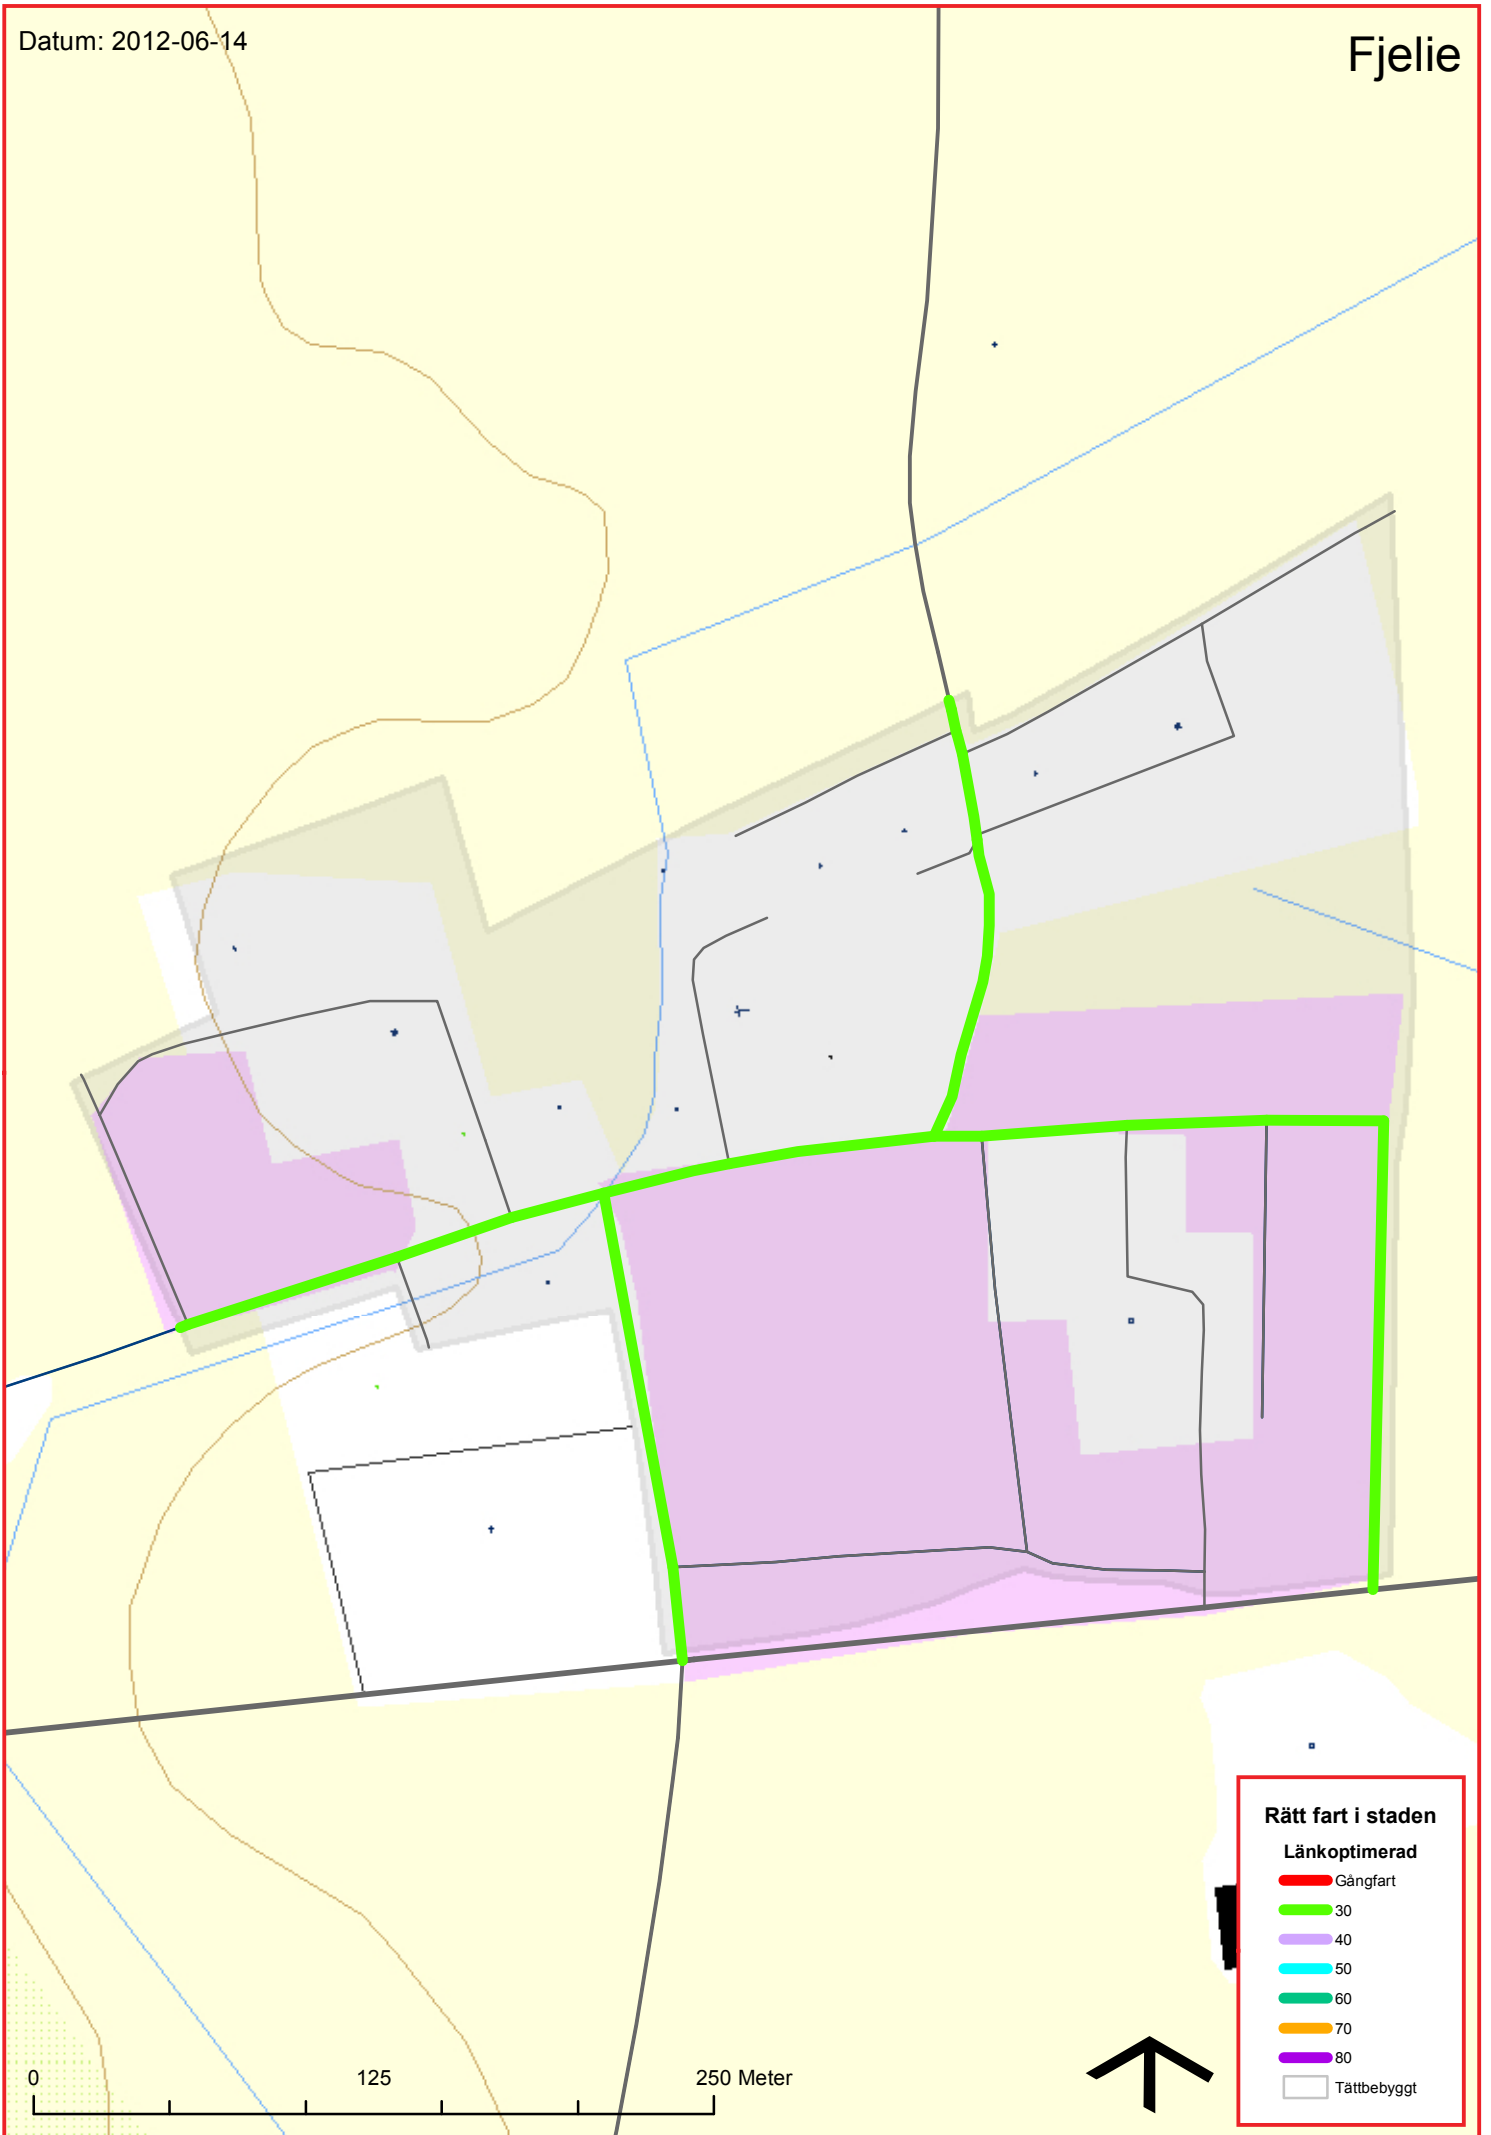 Datum: 2012-06-14
Fjelie
Rätt fart i staden
Länkoptimerad
Gångfart
30
40
50
60
70
80
Tättbebyggt
0 125 250 Meter